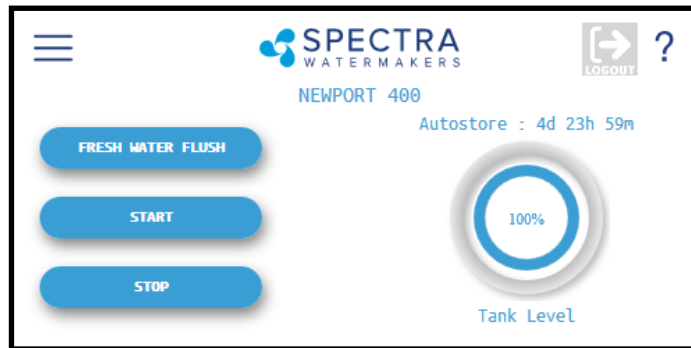 SPECTRA
WATERMAKERS
LOGOUT
?
NEWPORT 400
Autostore : 4d 23h 59m
FRESH WATER FLUSH
START
STOP
100%
Tank Level